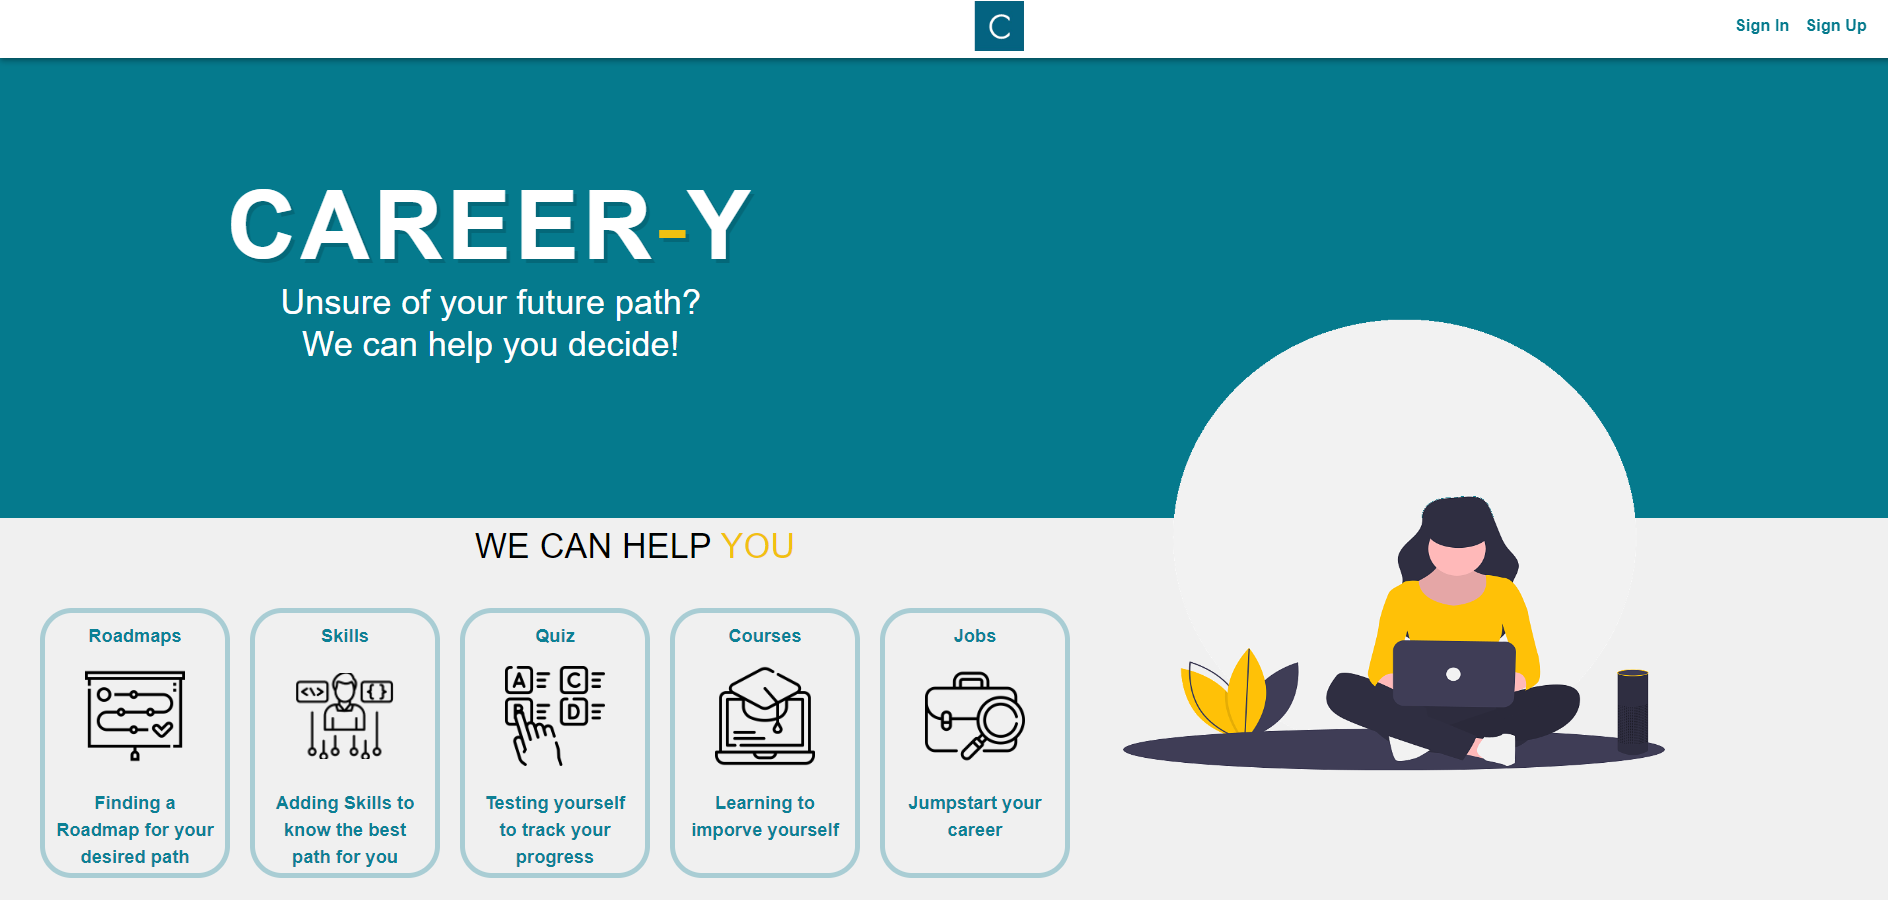 C
Sign In Sign Up
CAREER-Y
Unsure of your future path?
We can help you decide!
WE CAN HELP YOU
Roadmaps
Finding a
Roadmap for your
desired path
Skills
</> { }
Adding Skills to
know the best
path for you
Quiz
A C
B D
Testing yourself
to track your
progress
Courses
Learning to
imporve yourself
Jobs
Jumpstart your
career